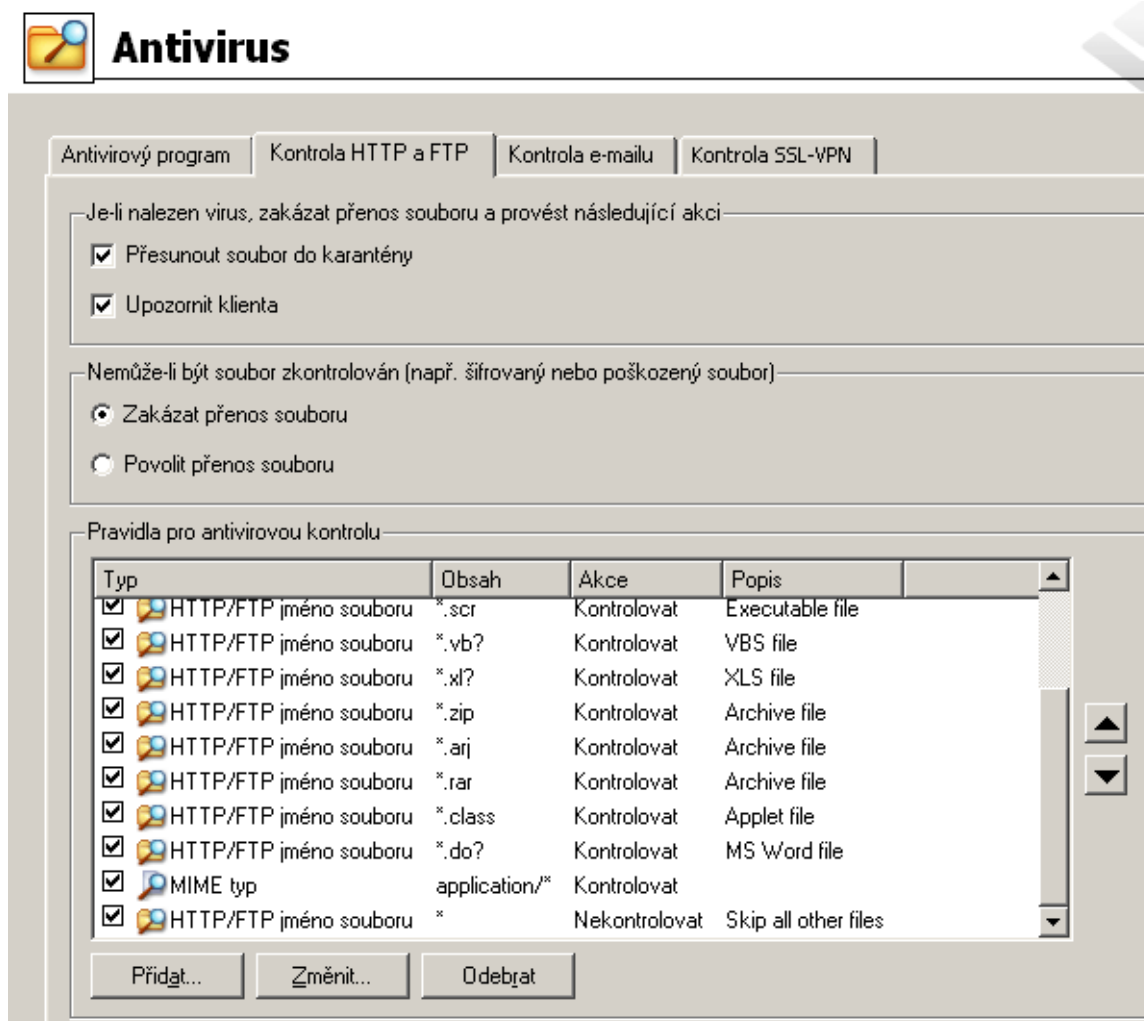 Antivirus
Antivirový program Kontrola HTTP a FTP Kontrola e-mailu Kontrola SSL-VPN
Je-li nalezen virus, zakázat přenos souboru a provést následující akci
Přesunout soubor do karantény
Upozornit klienta
Nemůže-li být soubor zkontrolován (např. šifrovaný nebo poškozený soubor)
Zakázat přenos souboru
Povolit přenos souboru
Pravidla pro antivirovou kontrolu
Typ Obsah Akce Popis
HTTP/FTP jméno souboru *.scr Kontrolovat Executable file
HTTP/FTP jméno souboru *.vb? Kontrolovat VBS file
HTTP/FTP jméno souboru *.xl? Kontrolovat XLS file
HTTP/FTP jméno souboru *.zip Kontrolovat Archive file
HTTP/FTP jméno souboru *.arj Kontrolovat Archive file
HTTP/FTP jméno souboru *.rar Kontrolovat Archive file
HTTP/FTP jméno souboru *.class Kontrolovat Applet file
HTTP/FTP jméno souboru *.do? Kontrolovat MS Word file
MIME typ application/* Kontrolovat
HTTP/FTP jméno souboru * Nekontrolovat Skip all other files
Přidat... Změnit... Odebrat